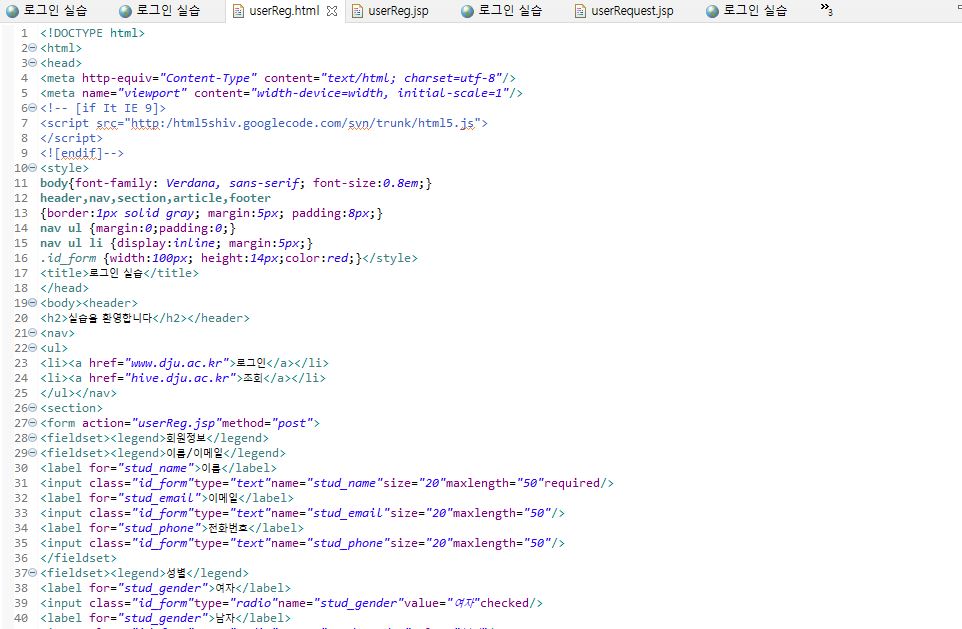 로그인 실습 로그인 실습 userReg.html userReg.jsp 로그인 실습 userRequest.jsp 로그인 실습 »3
1 <!DOCTYPE html>
2 <html>
3 <head>
4 <meta http-equiv="Content-Type" content="text/html; charset=utf-8"/>
5 <meta name="viewport" content="width-device=width, initial-scale=1"/>
6 <!-- [if It IE 9]>
7 <script src="http:/html5shiv.googlecode.com/svn/trunk/html5.js">
8 </script>
9 <![endif]-->
10 <style>
11 body{font-family: Verdana, sans-serif; font-size:0.8em;}
12 header,nav,section,article,footer
13 {border:1px solid gray; margin:5px; padding:8px;}
14 nav ul {margin:0;padding:0;}
15 nav ul li {display:inline; margin:5px;}
16 .id_form {width:100px; height:14px;color:red;}</style>
17 <title>로그인 실습</title>
18 </head>
19 <body><header>
20 <h2>실습을 환영합니다</h2></header>
21 <nav>
22 <ul>
23 <li><a href="www.dju.ac.kr">로그인</a></li>
24 <li><a href="hive.dju.ac.kr">조회</a></li>
25 </ul></nav>
26 <section>
27 <form action="userReg.jsp"method="post">
28 <fieldset><legend>회원정보</legend>
29 <fieldset><legend>이름/이메일</legend>
30 <label for="stud_name">이름</label>
31 <input class="id_form"type="text"name="stud_name"size="20"maxlength="50"required/>
32 <label for="stud_email">이메일</label>
33 <input class="id_form"type="text"name="stud_email"size="20"maxlength="50"/>
34 <label for="stud_phone">전화번호</label>
35 <input class="id_form"type="text"name="stud_phone"size="20"maxlength="50"/>
36 </fieldset>
37 <fieldset><legend>성별</legend>
38 <label for="stud_gender">여자</label>
39 <input class="id_form"type="radio"name="stud_gender"value="여자"checked/>
40 <label for="stud_gender">남자</label>